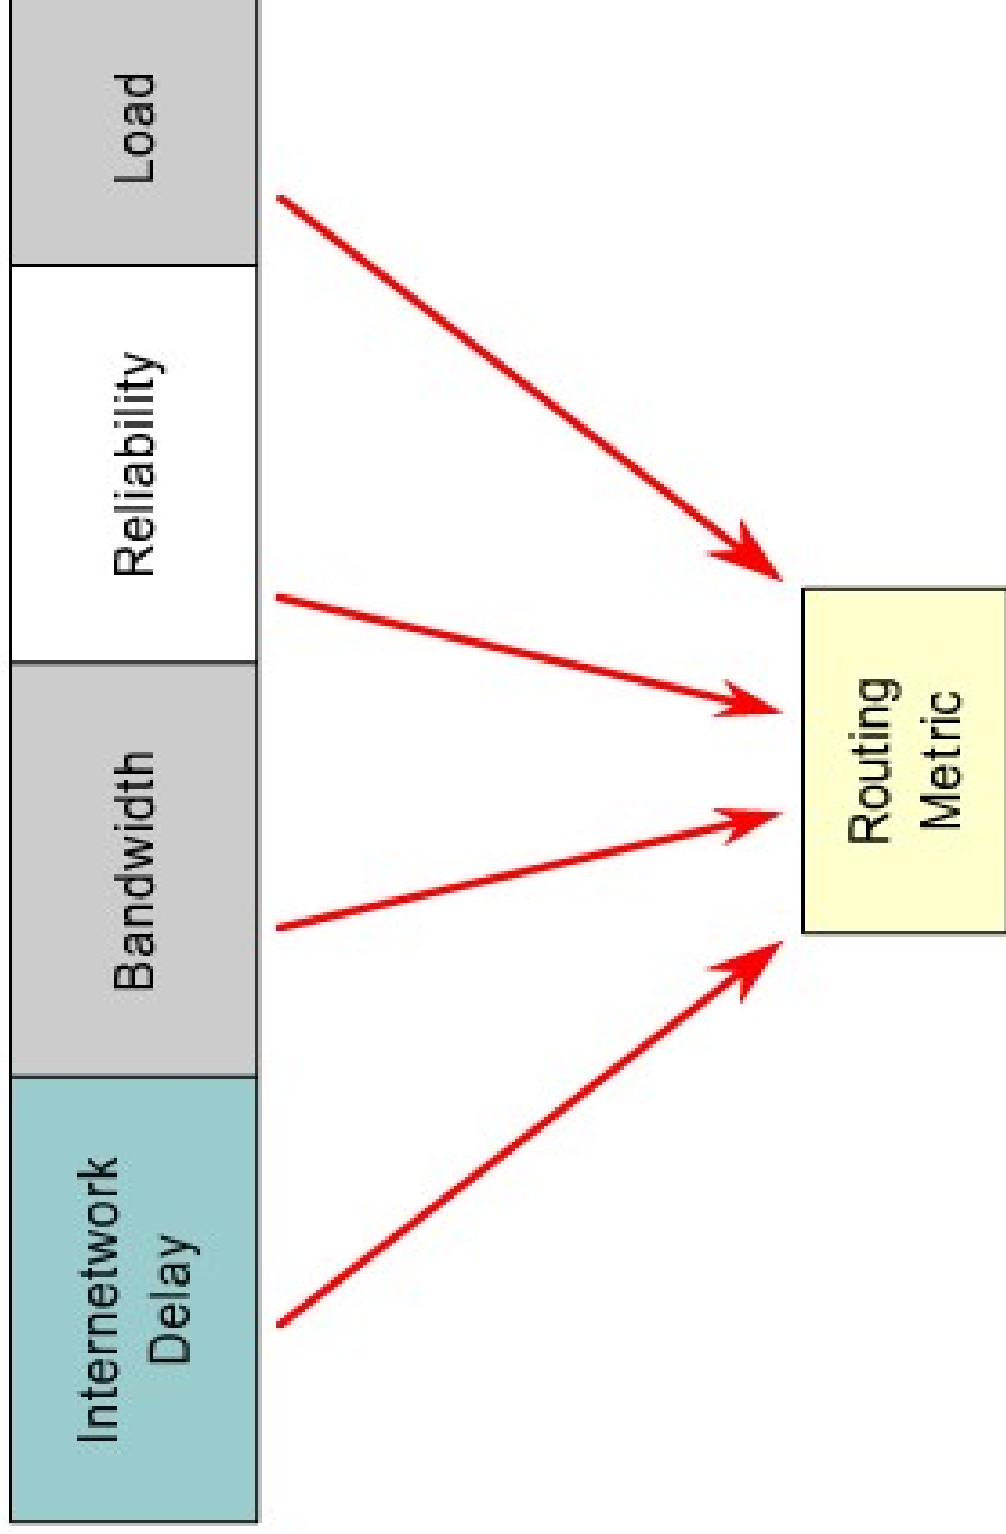 Internetwork
Delay
Bandwidth
Reliability
Load
Routing
Metric